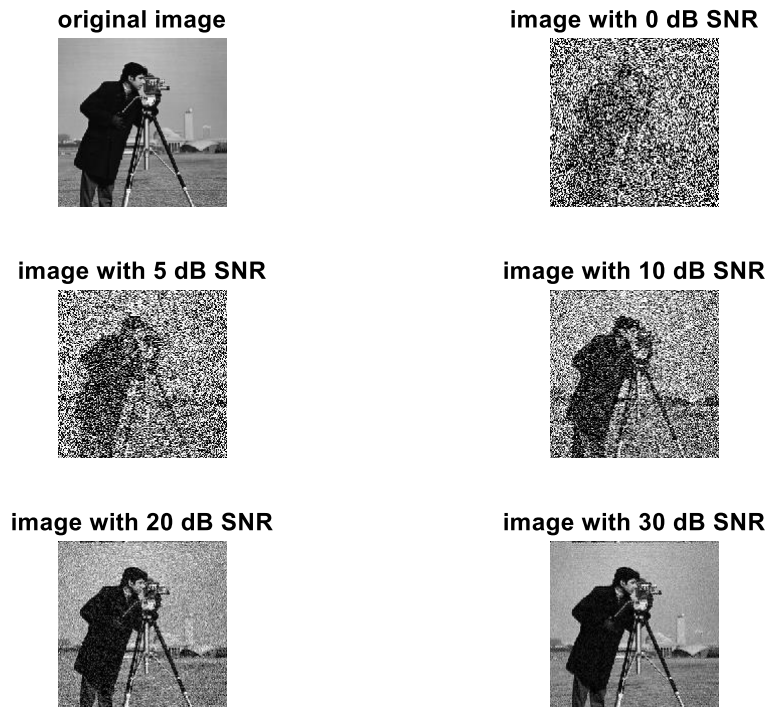 original image
image with 0 dB SNR
image with 5 dB SNR
image with 10 dB SNR
image with 20 dB SNR
image with 30 dB SNR